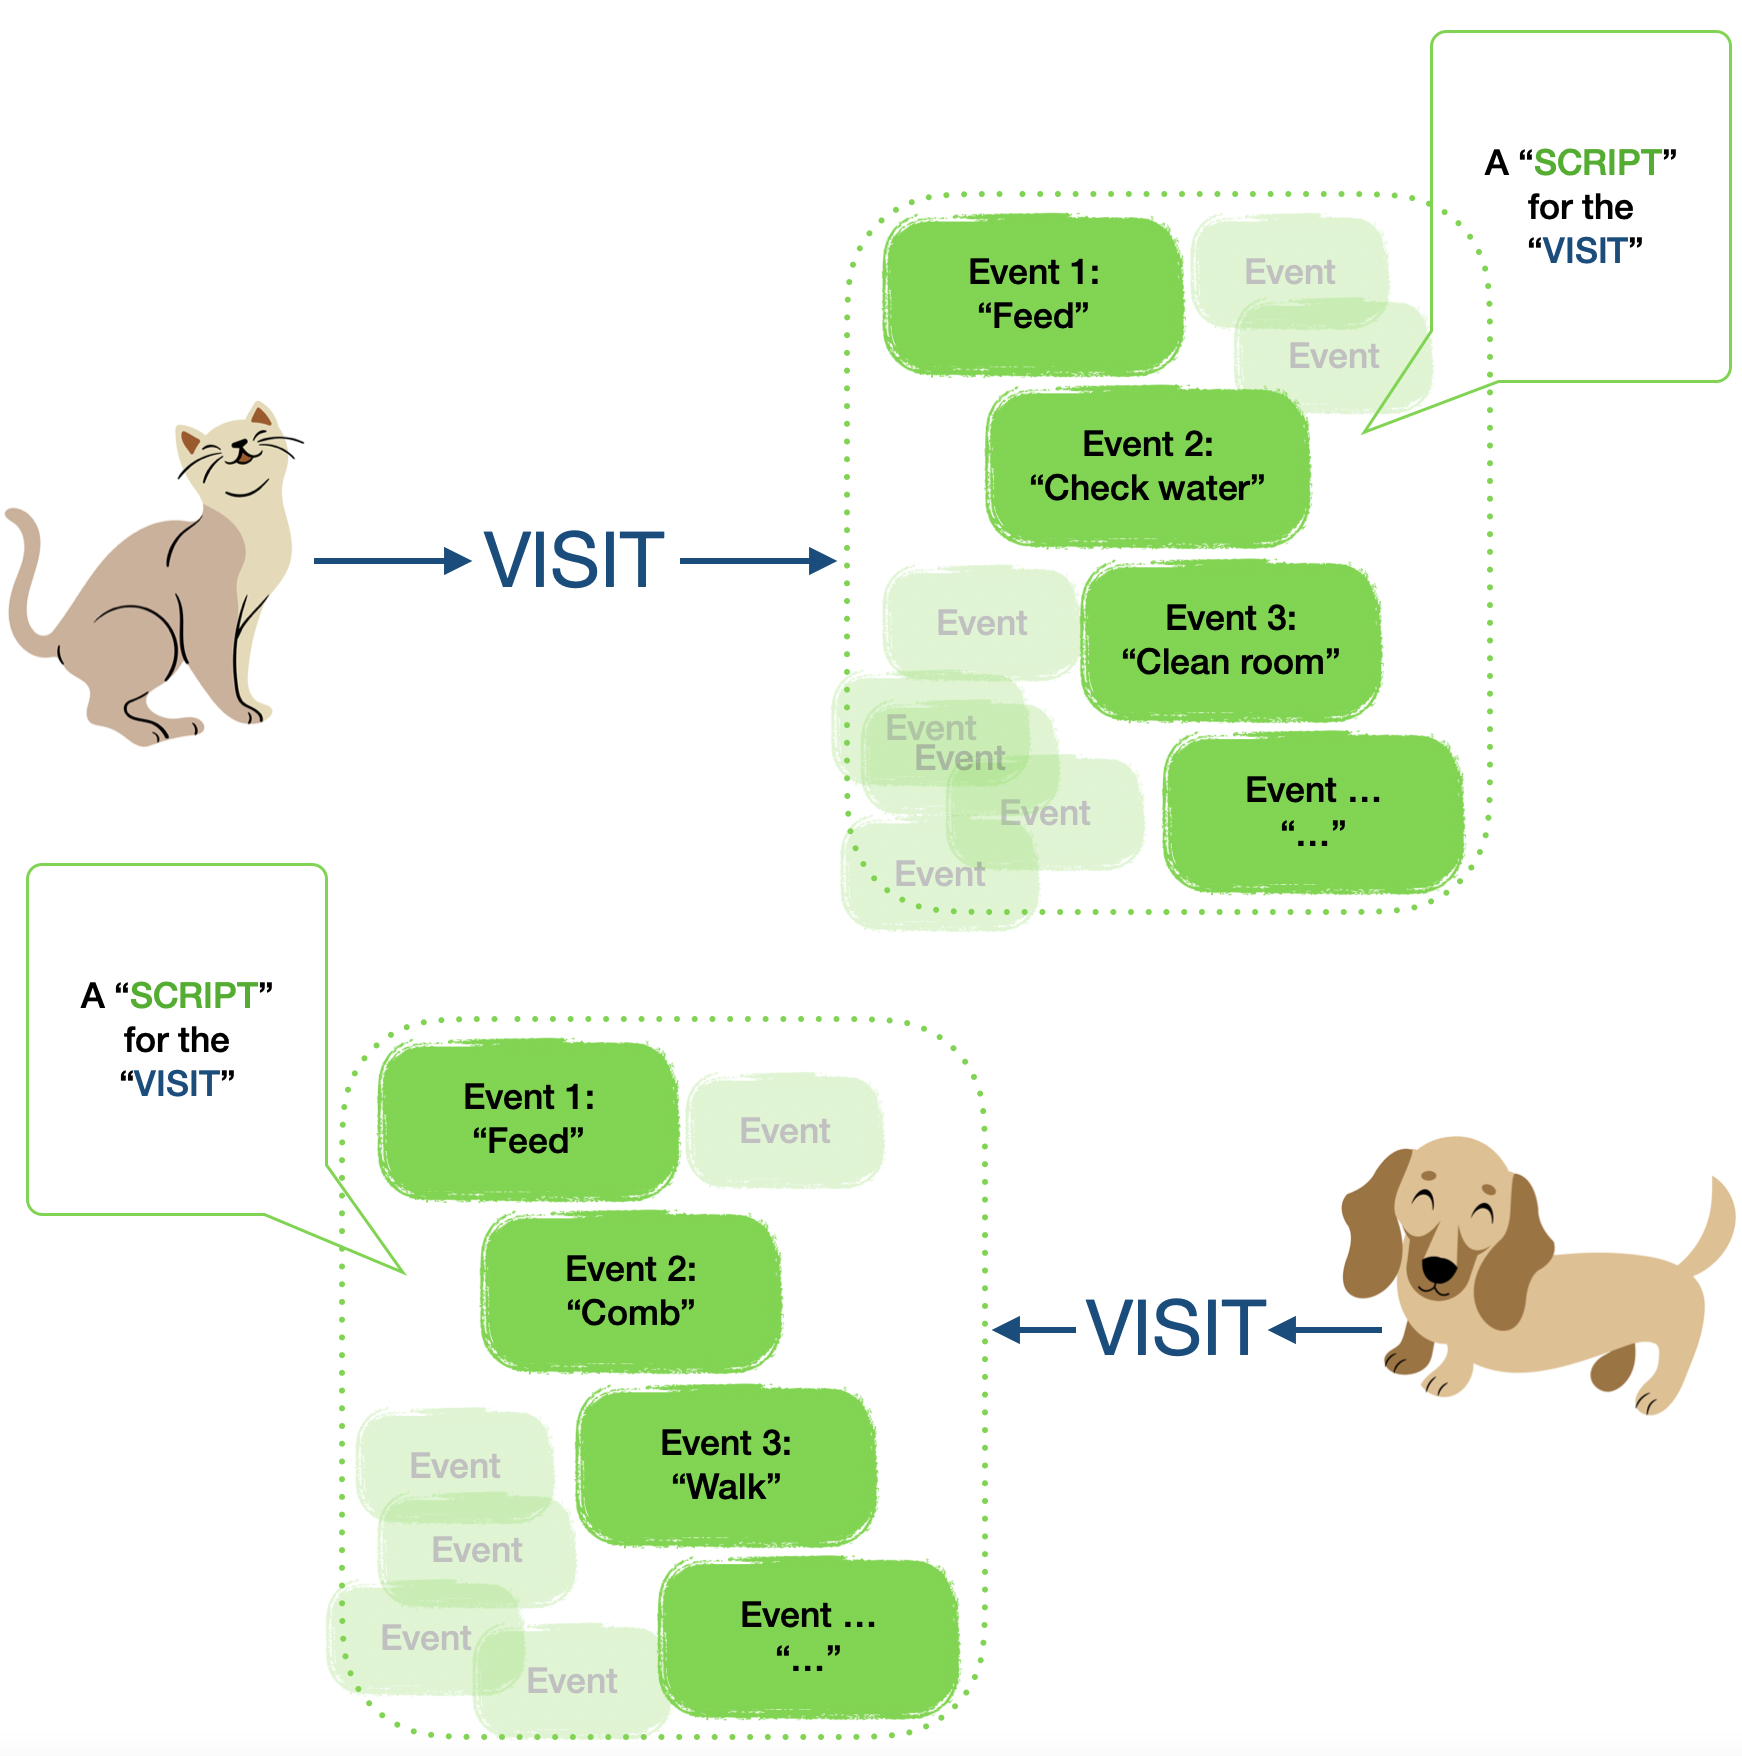 A “SCRIPT”
for the
“VISIT”
Event 1:
“Feed”
Event
Event
Event 2:
“Check water”
VISIT
Event
Event 3:
“Clean room”
Event
Event
Event
Event
Event …
“…”
A “SCRIPT”
for the
“VISIT”
Event 1:
“Feed”
Event
Event 2:
“Comb”
VISIT
Event 3:
“Walk”
Event
Event
Event
Event
Event …
“…”